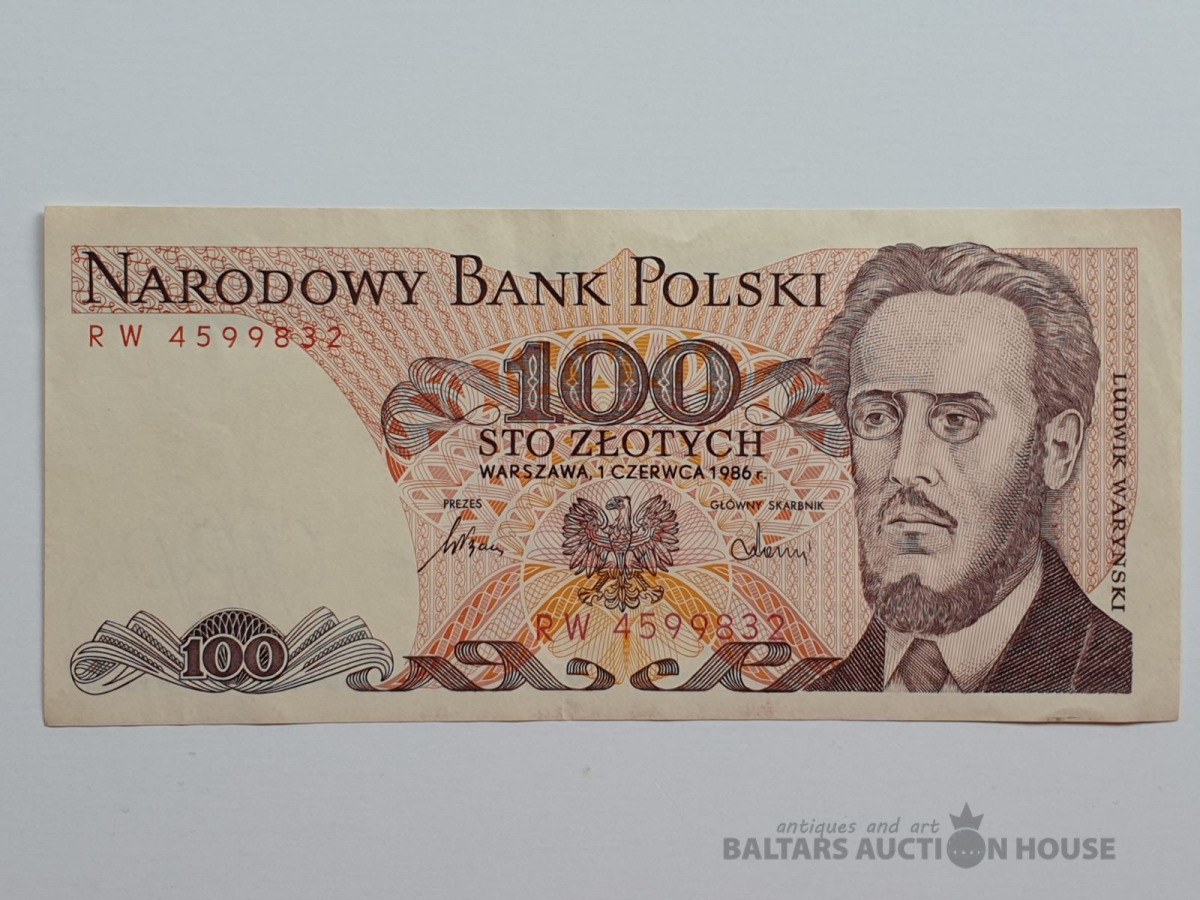 NARODOWY BANK POLSKI
RW 4599832
100
STO ZŁOTYCH
WARSZAWA, 1 CZERWCA 1986 r.
PREZES
GŁÓWNY SKARBNIK
LUDWIK WARYŃSKI
RW 4599832
100
antiques and art
BALTARS AUCTION HOUSE